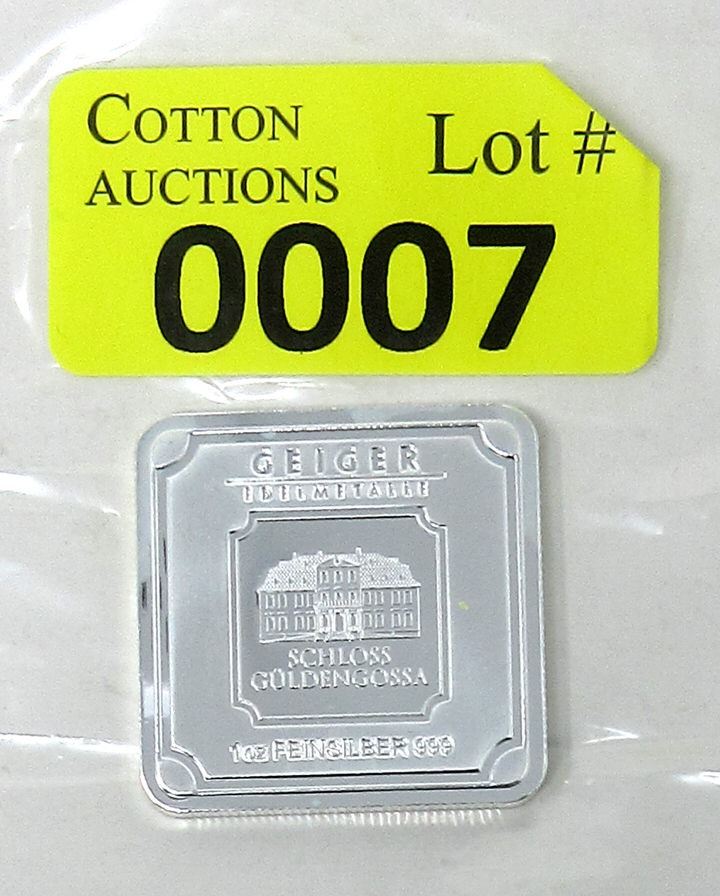 COTTON
AUCTIONS
Lot #
0007
GEIGER
EDELMETALLE
SCHLOSS
GÜLDENGOSSA
1oz FEINSILBER 999